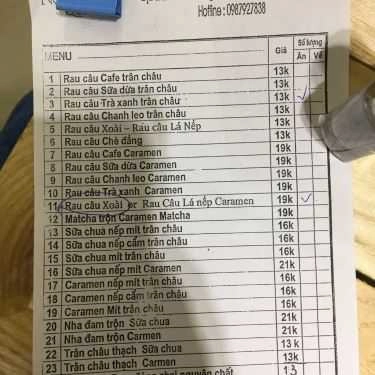 Hotline : 0987927838
MENU Giá Số lượng
Ăn Về
1 Rau câu Cafe trân châu 13k
2 Rau câu Sữa dừa trân châu 13k
3 Rau câu Trà xanh trân châu 13k
4 Rau câu Chanh leo trân châu 13k
5 Rau câu Xoài – Rau câu Lá Nếp 13k
6 Rau câu Chè đắng 13k
7 Rau câu Cafe Caramen 19k
8 Rau câu Sữa dừa Caramen 19k
9 Rau câu Chanh leo Caramen 19k
10 Rau câu Trà xanh Caramen 19k
11 Rau câu Xoài or Rau Câu Lá nếp Caramen 19k
12 Matcha trộn Caramen Matcha 19k
13 Sữa chua nếp mít trân châu 16k
14 Sữa chua nếp cẩm trân châu 16k
15 Sữa chua mít trân châu 16k
16 Sữa chua nếp mít Caramen 21k
17 Caramen nếp mít trân châu 16k
18 Caramen nếp cẩm trân châu 16k
19 Caramen Mít trân châu 16k
20 Nha đam trộn Sữa chua 21k
21 Nha đam trộn Carmen 21k
22 Trân châu thạch Sữa chua 13k
23 Trân châu thạch Carmen 13k
nguyên chất 13